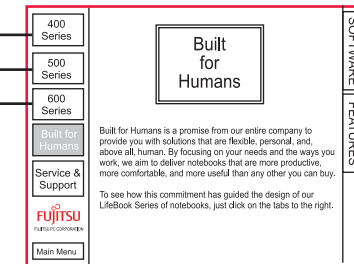 400
Series
500
Series
600
Series
Built for
Humans
Service &
Support
FUJITSU
FUJITSU PC CORPORATION
Main Menu
Built
for
Humans
Built for Humans is a promise from our entire company to
provide you with solutions that are flexible, personal, and,
above all, human. By focusing on your needs and the ways you
work, we aim to deliver notebooks that are more productive,
more comfortable, and more useful than any other you can buy.
To see how this commitment has guided the design of our
LifeBook Series of notebooks, just click on the tabs to the right.
SOFTWARE
FEATURES